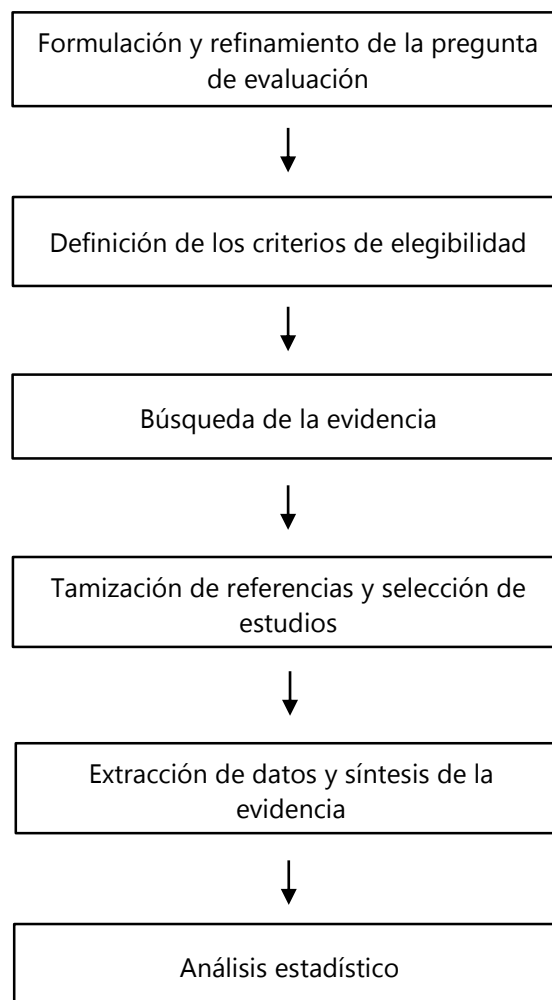 Formulación y refinamiento de la pregunta
de evaluación
Definición de los criterios de elegibilidad
Búsqueda de la evidencia
Tamización de referencias y selección de
estudios
Extracción de datos y síntesis de la
evidencia
Análisis estadístico